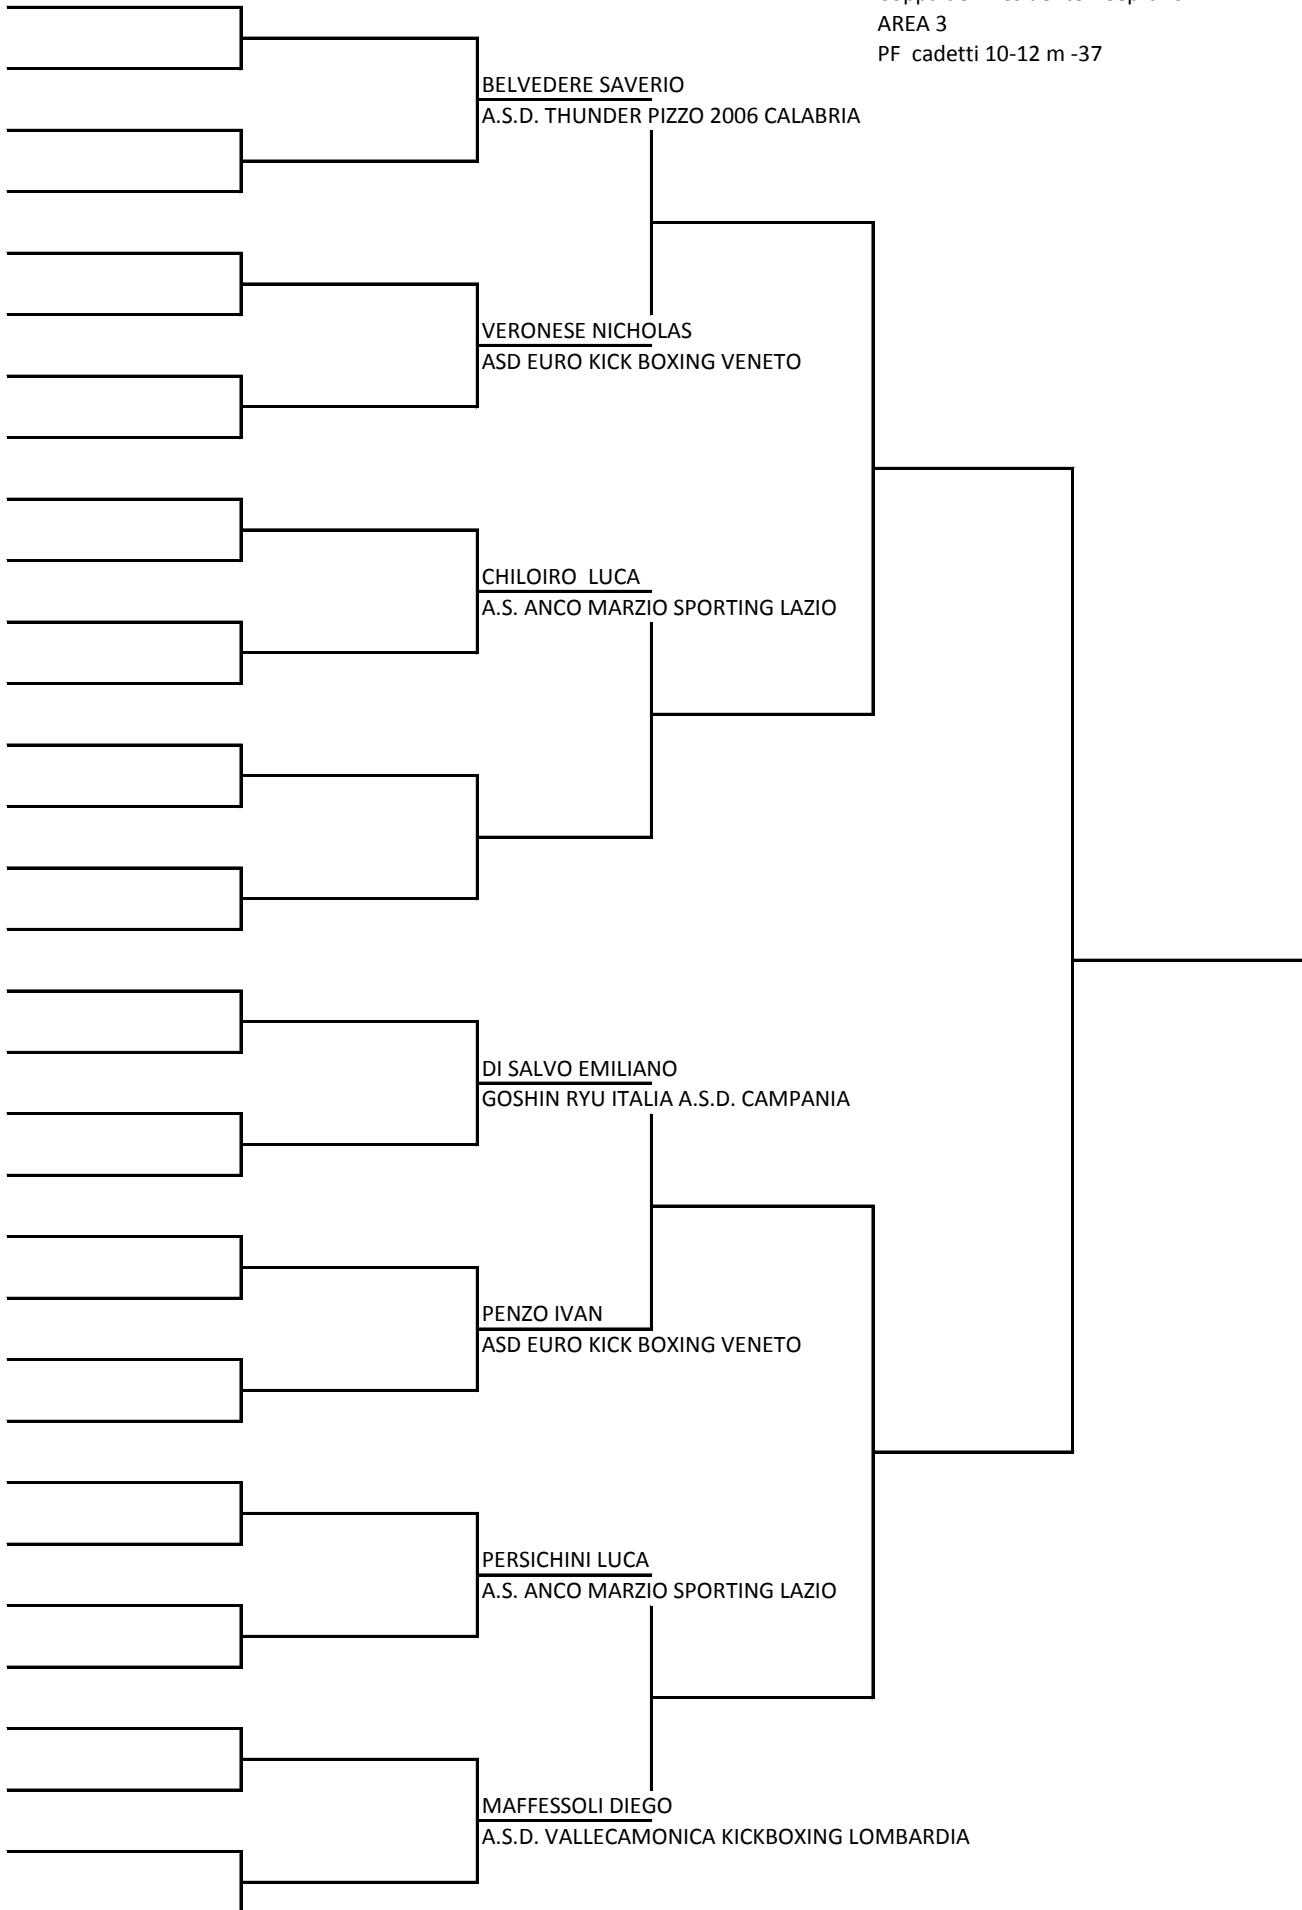 AREA 3
PF  cadetti 10-12 m -37
BELVEDERE SAVERIO
A.S.D. THUNDER PIZZO 2006 CALABRIA
VERONESE NICHOLAS
ASD EURO KICK BOXING VENETO
CHILOIRO  LUCA
A.S. ANCO MARZIO SPORTING LAZIO
DI SALVO EMILIANO
GOSHIN RYU ITALIA A.S.D. CAMPANIA
PENZO IVAN
ASD EURO KICK BOXING VENETO
PERSICHINI LUCA
A.S. ANCO MARZIO SPORTING LAZIO
MAFFESSOLI DIEGO
A.S.D. VALLECAMONICA KICKBOXING LOMBARDIA